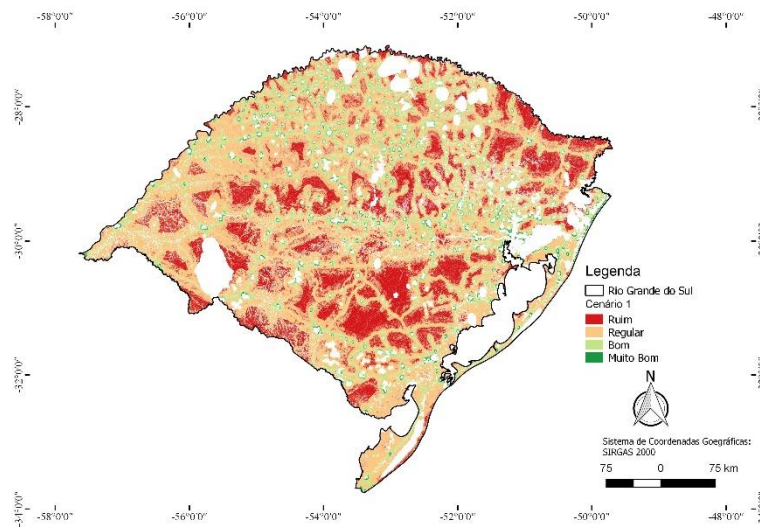 -58°0'0" -56°0'0" -54°0'0" -52°0'0" -50°0'0" -48°0'0"
-28°0'0"
-30°0'0"
Legenda
Rio Grande do Sul
Cenário 1
Ruim
Regular
Bom
Muito Bom
-32°0'0"
N
Sistema de Coordenadas Goegráficas:
SIRGAS 2000
75 0 75 km
-34°0'0"
-58°0'0" -56°0'0" -54°0'0" -52°0'0" -50°0'0" -48°0'0"